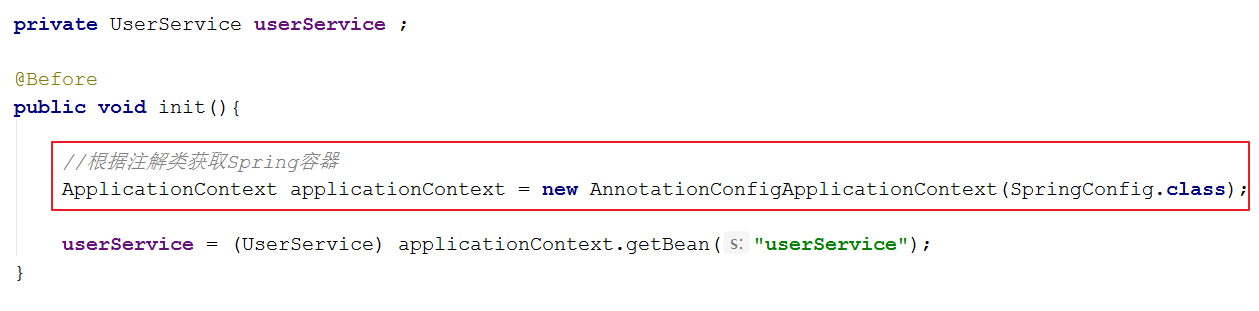 private UserService userService ;
@Before
public void init(){
//根据注解类获取Spring容器
ApplicationContext applicationContext = new AnnotationConfigApplicationContext(SpringConfig.class);
userService = (UserService) applicationContext.getBean( s: "userService");
}